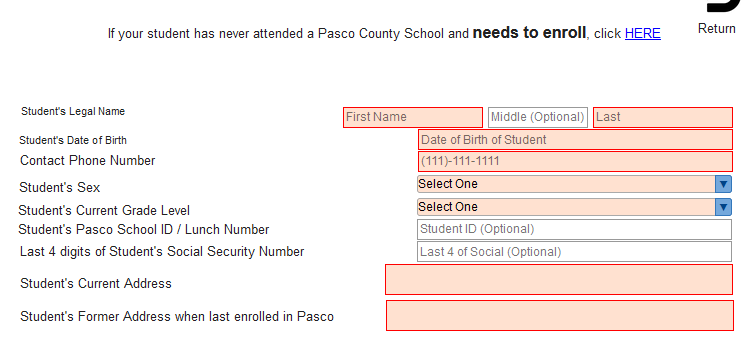 Return
If your student has never attended a Pasco County School and needs to enroll, click HERE
Student's Legal Name First Name Middle (Optional) Last
Student's Date of Birth Date of Birth of Student
Contact Phone Number (111)-111-1111
Student's Sex Select One
Student's Current Grade Level Select One
Student's Pasco School ID / Lunch Number Student ID (Optional)
Last 4 digits of Student's Social Security Number Last 4 of Social (Optional)
Student's Current Address
Student's Former Address when last enrolled in Pasco